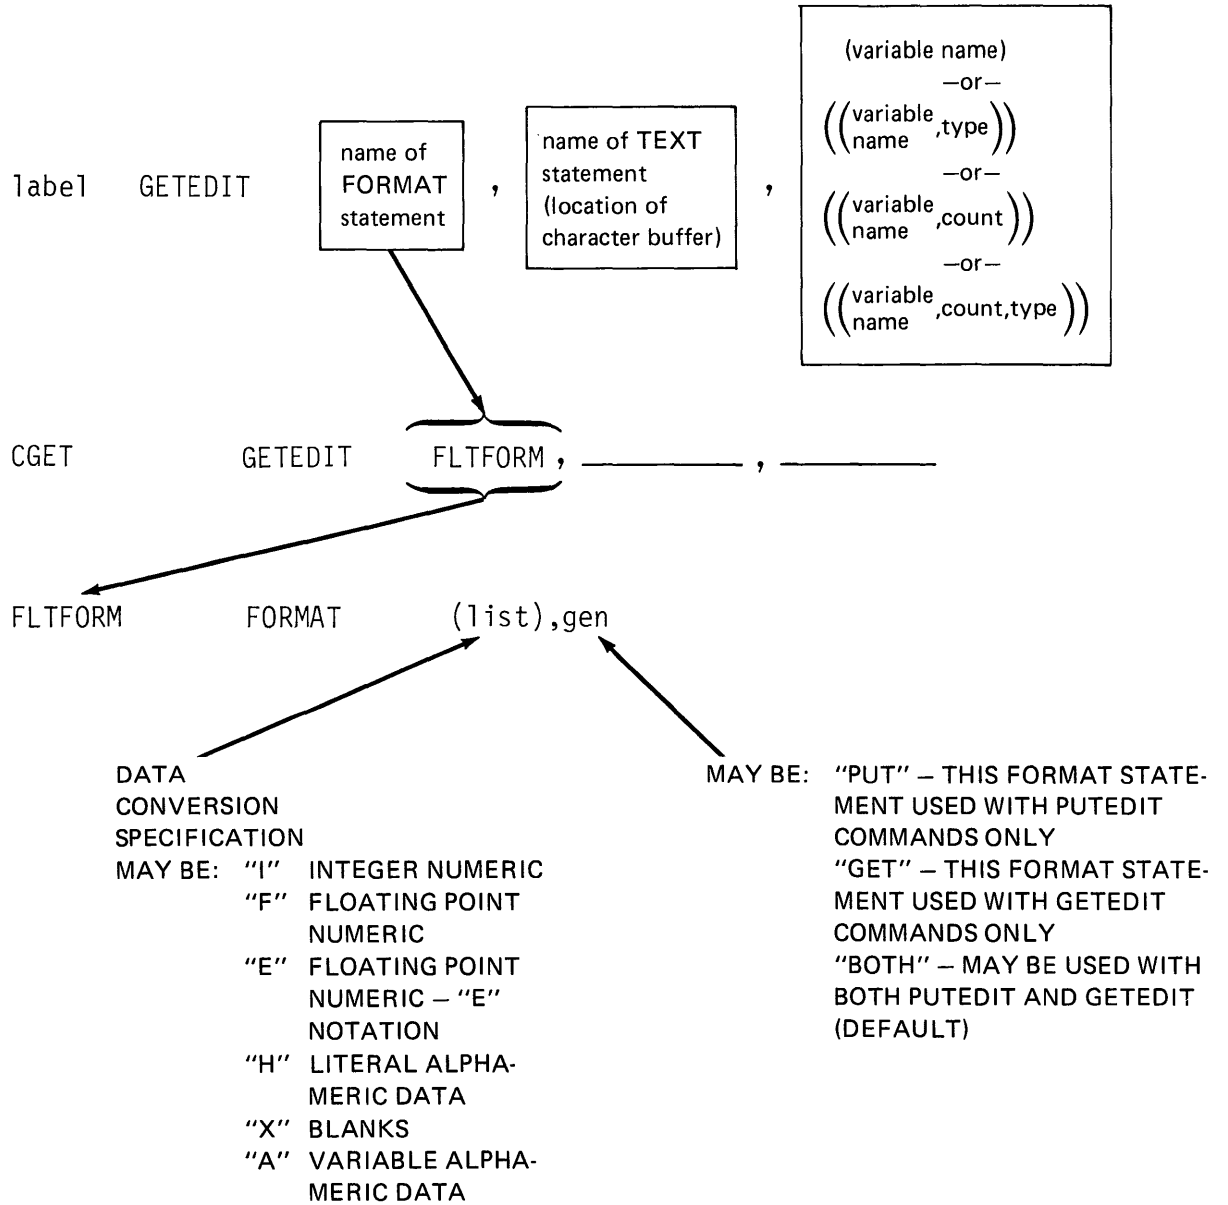 label GETEDIT
name of
FORMAT
statement
,
name of TEXT
statement
(location of
character buffer)
,
(variable name)
—or—
((variable name ,type))
—or—
((variable name ,count))
—or—
((variable name ,count,type))
CGET GETEDIT FLTFORM, ________ , ________
FLTFORM FORMAT (list),gen
DATA
CONVERSION
SPECIFICATION
MAY BE: "I" INTEGER NUMERIC
"F" FLOATING POINT
NUMERIC
"E" FLOATING POINT
NUMERIC — "E"
NOTATION
"H" LITERAL ALPHA-
MERIC DATA
"X" BLANKS
"A" VARIABLE ALPHA-
MERIC DATA
MAY BE: "PUT" — THIS FORMAT STATE-
MENT USED WITH PUTEDIT
COMMANDS ONLY
"GET" — THIS FORMAT STATE-
MENT USED WITH GETEDIT
COMMANDS ONLY
"BOTH" — MAY BE USED WITH
BOTH PUTEDIT AND GETEDIT
(DEFAULT)